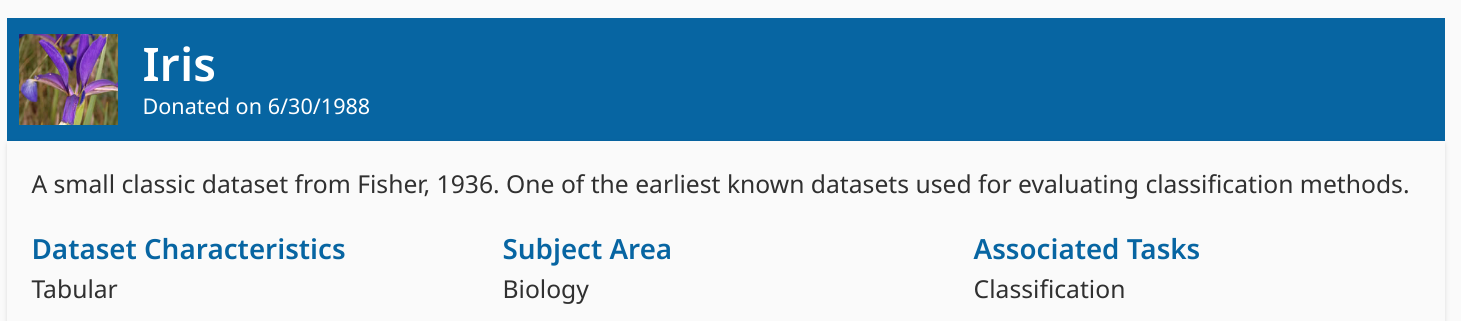 Iris
Donated on 6/30/1988
A small classic dataset from Fisher, 1936. One of the earliest known datasets used for evaluating classification methods.
Dataset Characteristics Subject Area Associated Tasks
Tabular Biology Classification